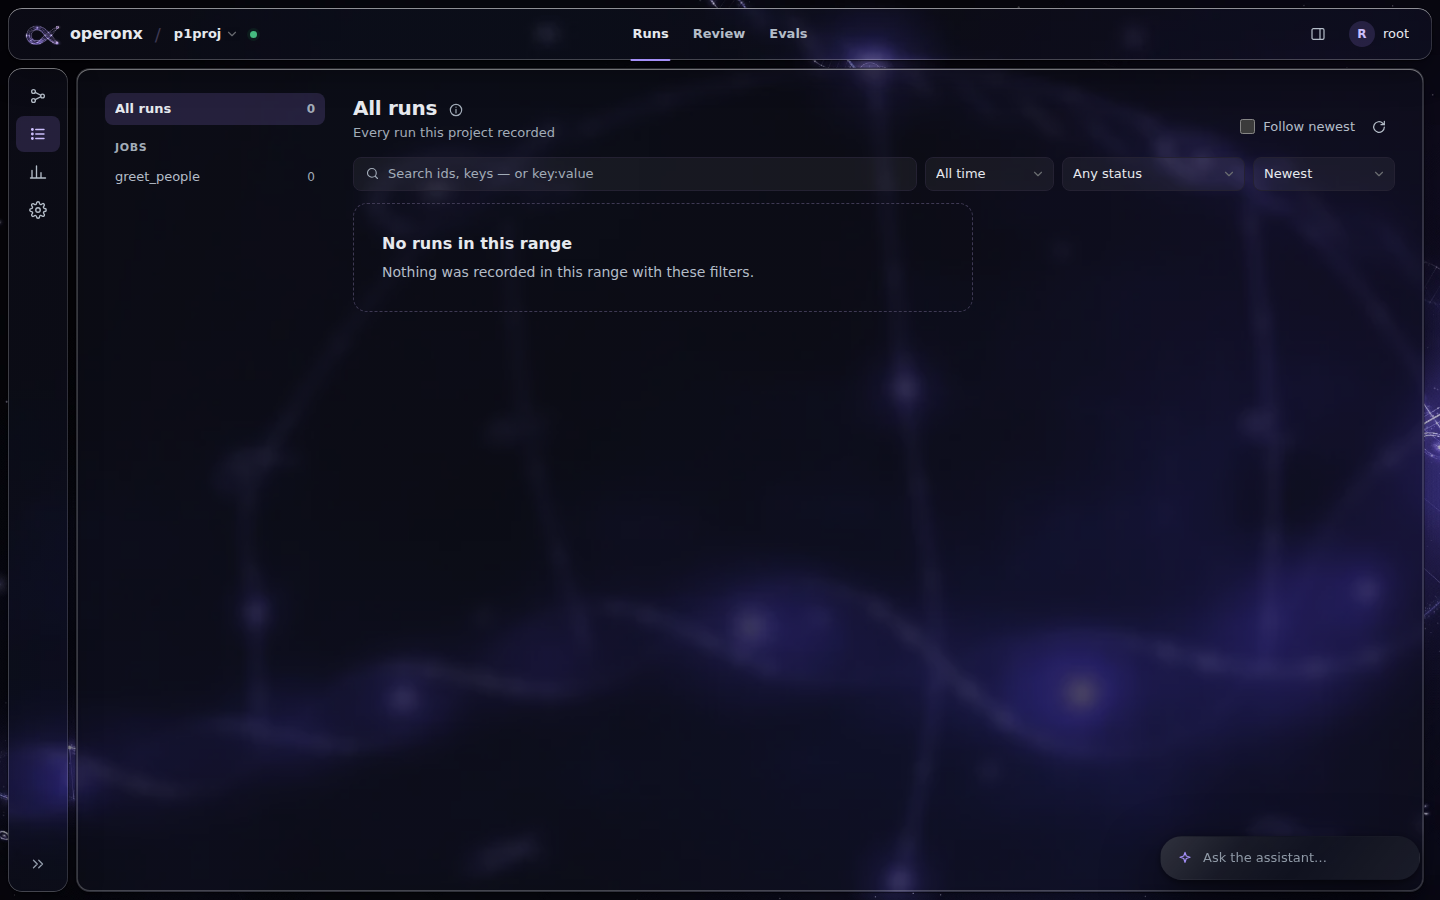 operonx / p1proj
Runs Review Evals
R root
All runs 0
JOBS
greet_people 0
All runs
Every run this project recorded
Follow newest
Search ids, keys — or key:value
All time
Any status
Newest
No runs in this range
Nothing was recorded in this range with these filters.
Ask the assistant...